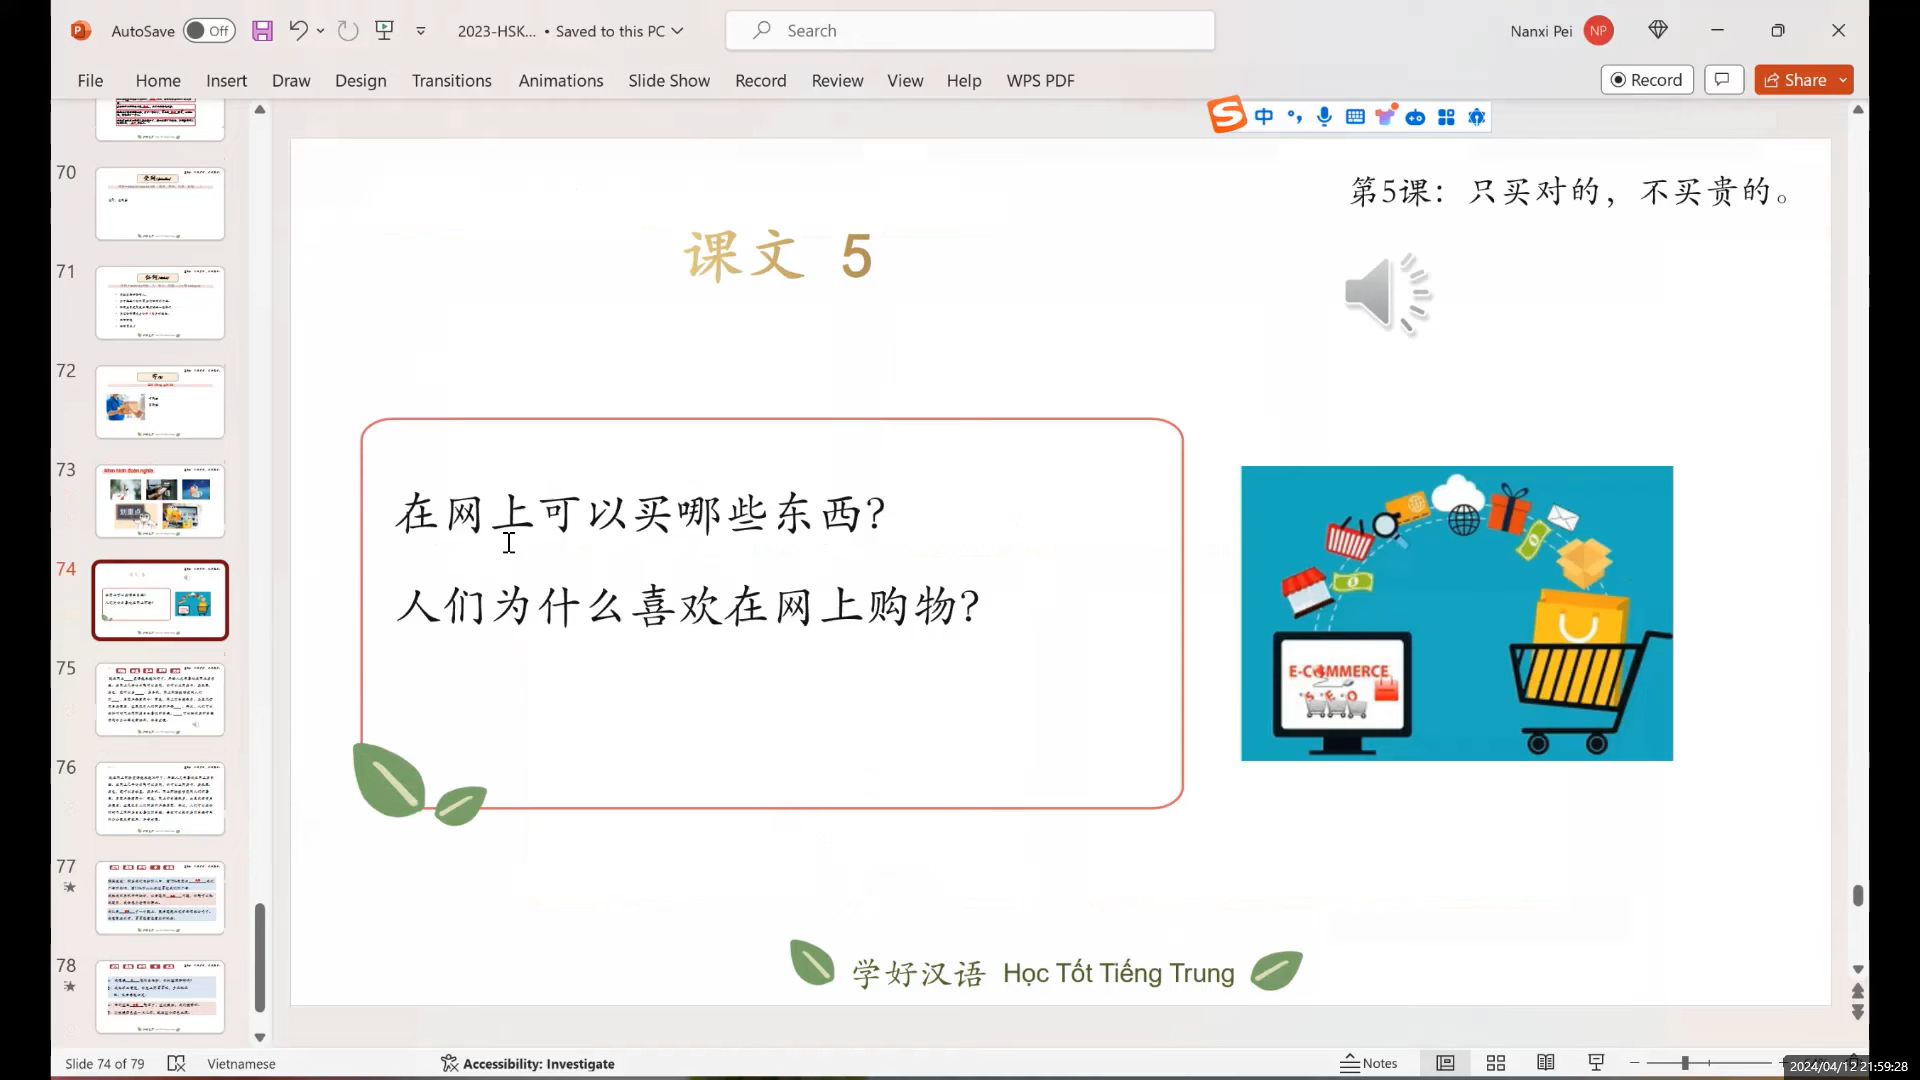 AutoSave Off
2023-HSK... • Saved to this PC
Search
Nanxi Pei NP
File Home Insert Draw Design Transitions Animations Slide Show Record Review View Help WPS PDF
Record
Share
中
第5课：只买对的，不买贵的。
课文 5
在网上可以买哪些东西？
人们为什么喜欢在网上购物？
E-COMMERCE
S E O
学好汉语 Học Tốt Tiếng Trung
70
71
72
73
74
75
76
77
78
Slide 74 of 79
Vietnamese
Accessibility: Investigate
Notes
2024/04/12 21:59:28